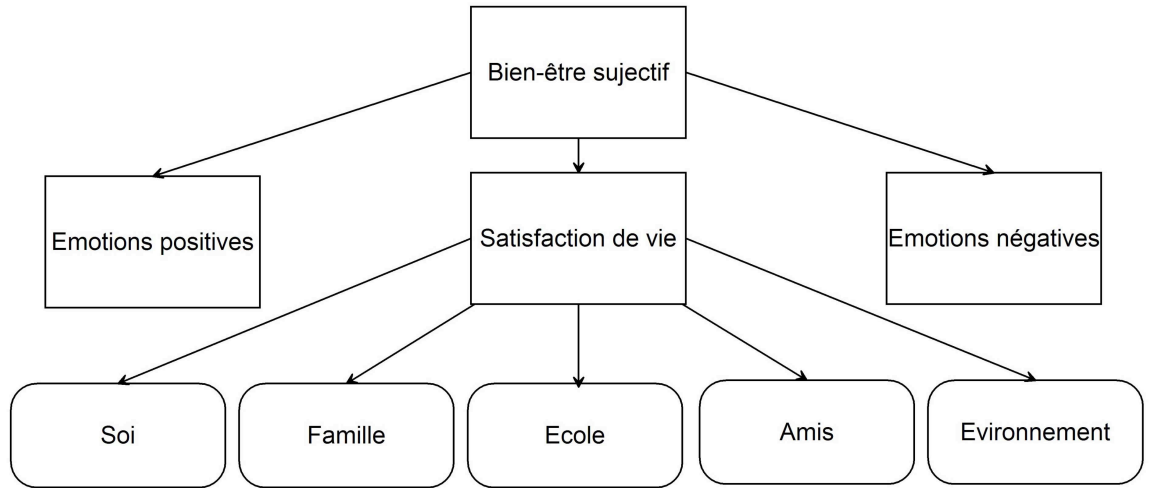 Bien-être sujectif
Emotions positives
Satisfaction de vie
Emotions négatives
Soi
Famille
Ecole
Amis
Evironnement